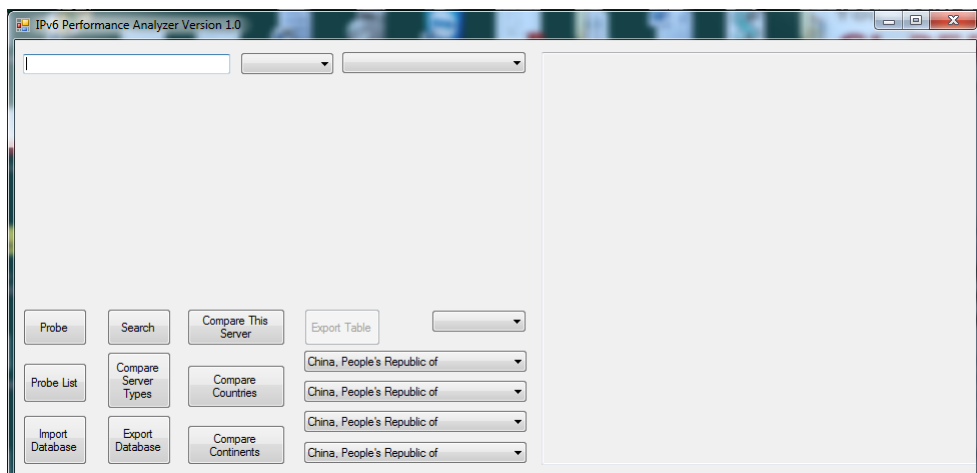 IPv6 Performance Analyzer Version 1.0
Probe
Search
Compare This
Server
Export Table
China, People's Republic of
Probe List
Compare
Server
Types
Compare
Countries
China, People's Republic of
China, People's Republic of
Import
Database
Export
Database
Compare
Continents
China, People's Republic of